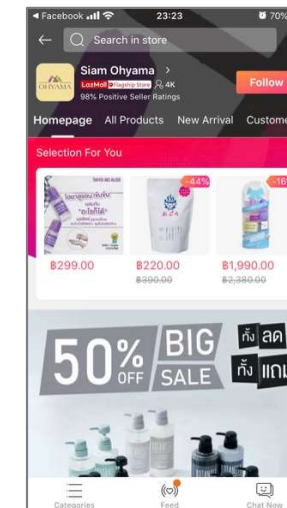 Facebook 23:23 70%
Search in store
OHYAMA
Siam Ohyama >
LazMall Flagship Store 4K
98% Positive Seller Ratings
Follow
Homepage All Products New Arrival Custome
Selection For You
-44%
-16
฿299.00
฿220.00
฿390.00
฿1,990.00
฿2,380.00
50% OFF
BIG SALE
ทั้ง ลด
ทั้ง แถม
Categories
Feed
Chat Now